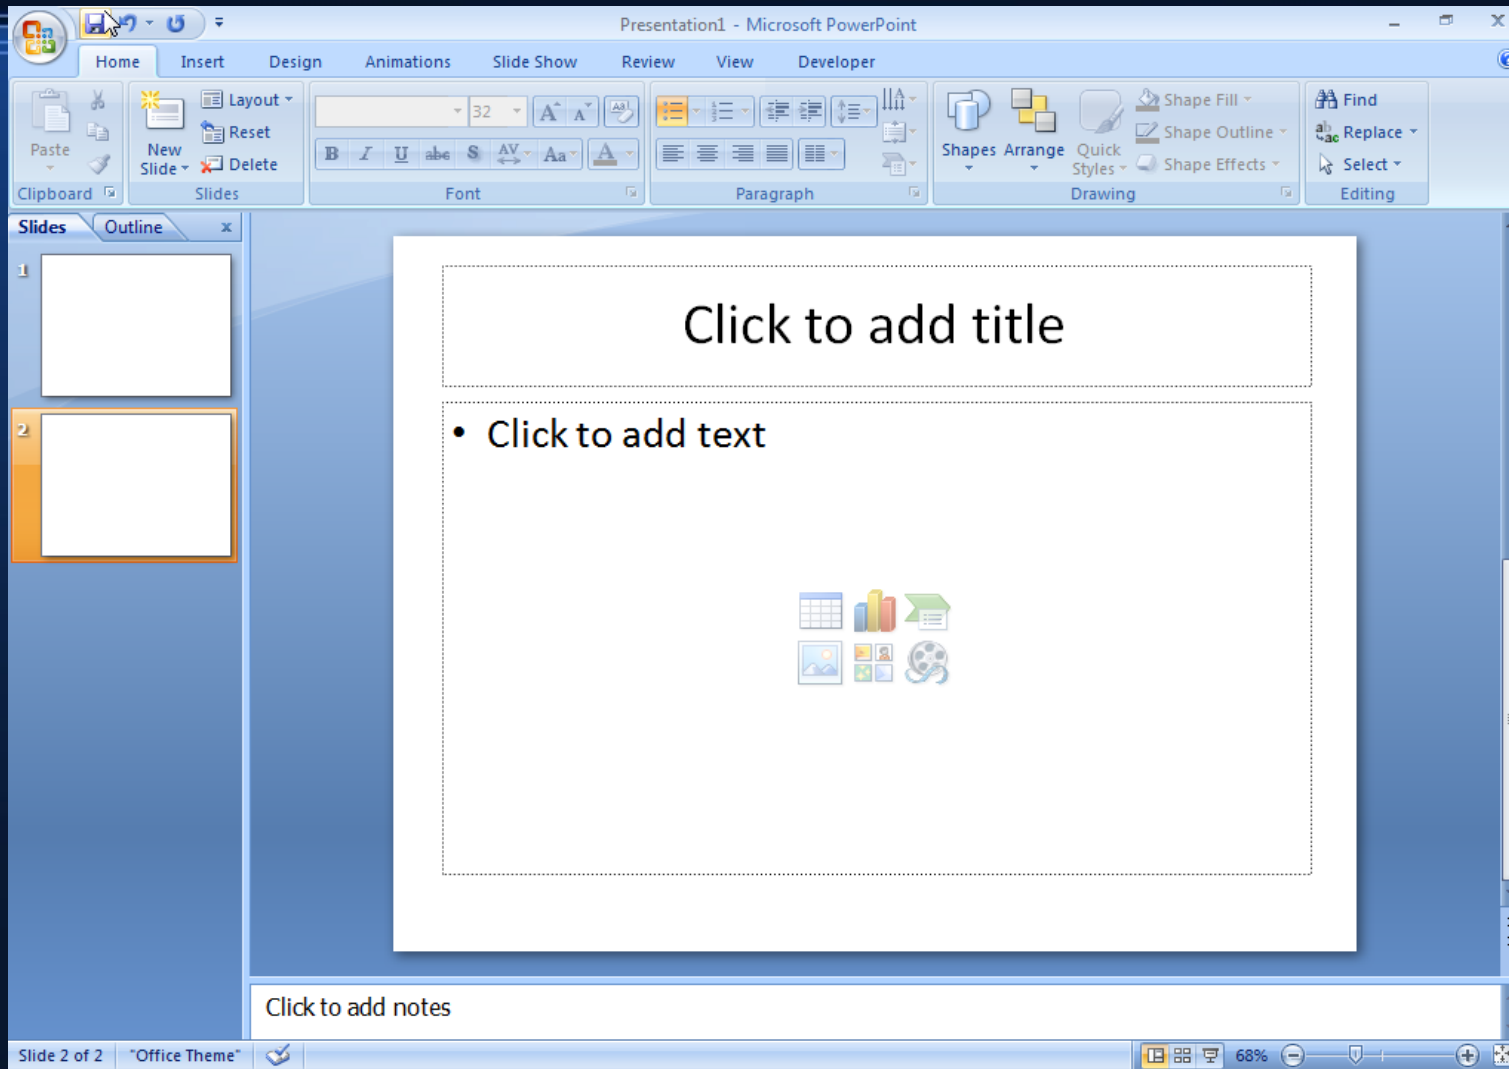 Presentation1 - Microsoft PowerPoint
Home Insert Design Animations Slide Show Review View Developer
Paste
Clipboard
New Slide
Layout
Reset
Delete
Slides
32
B I U abe S AV Aa A
Font
Paragraph
Shapes Arrange Quick Styles
Shape Fill
Shape Outline
Shape Effects
Drawing
Find
Replace
Select
Editing
Slides Outline x
1
2
Click to add title
• Click to add text
Click to add notes
Slide 2 of 2 "Office Theme" 68%